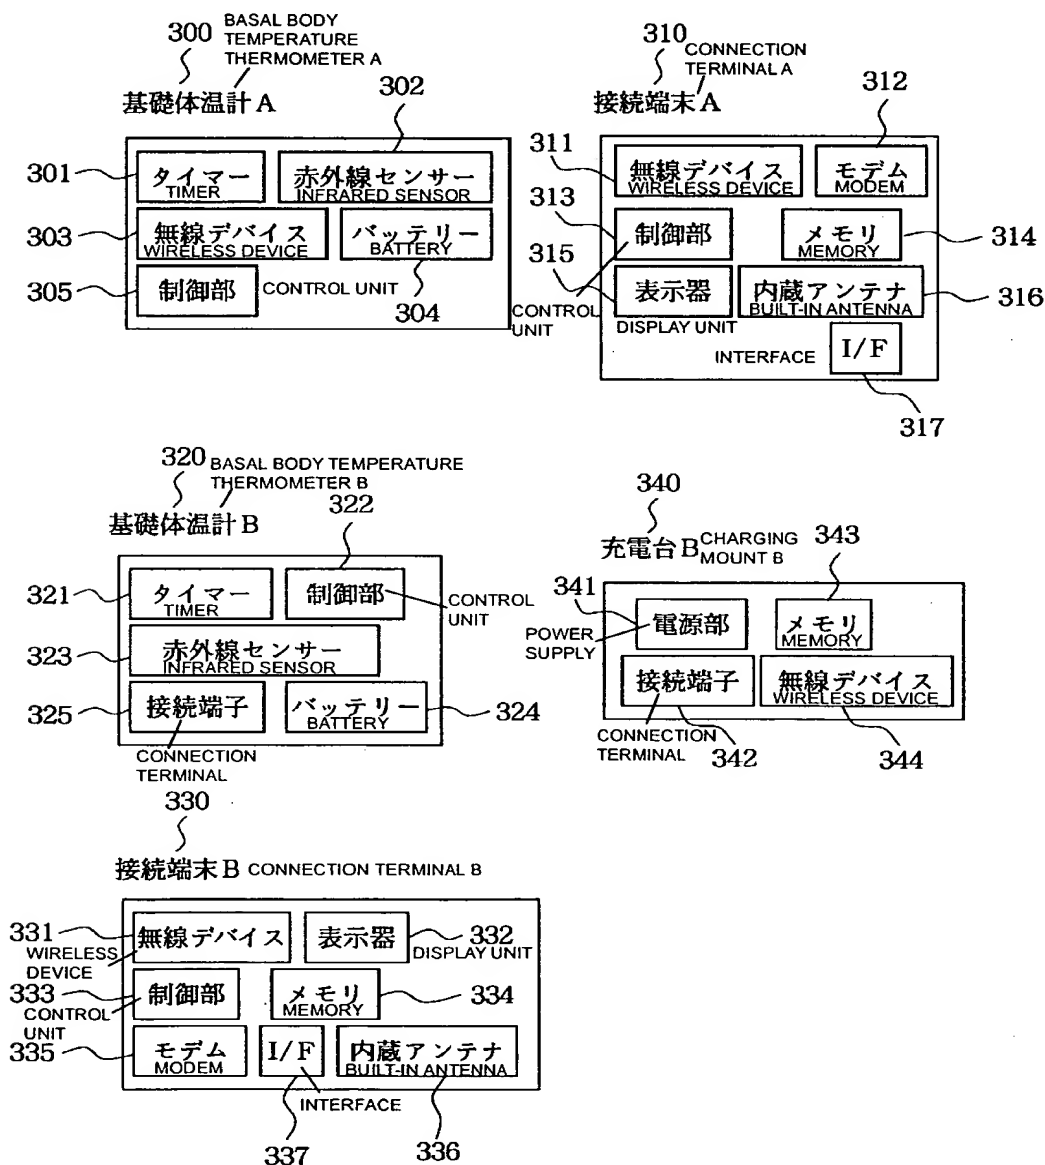 300
BASAL BODY
TEMPERATURE
THERMOMETER A
基礎体温計 A
302
301
タイマー
TIMER
赤外線センサー
INFRARED SENSOR
303
無線デバイス
WIRELESS DEVICE
バッテリー
BATTERY
305
制御部
CONTROL UNIT
304
310
CONNECTION
TERMINAL A
接続端末 A
312
311
無線デバイス
WIRELESS DEVICE
モデム
MODEM
313
制御部
メモリ
MEMORY
314
315
表示器
内蔵アンテナ
BUILT-IN ANTENNA
316
CONTROL
UNIT
DISPLAY UNIT
INTERFACE
I/F
317
320
BASAL BODY TEMPERATURE
THERMOMETER B
基礎体温計 B
322
321
タイマー
TIMER
制御部
CONTROL
UNIT
323
赤外線センサー
INFRARED SENSOR
325
接続端子
バッテリー
BATTERY
324
CONNECTION
TERMINAL
340
充電台 B
CHARGING
MOUNT B
343
341
POWER
SUPPLY
電源部
メモリ
MEMORY
接続端子
無線デバイス
WIRELESS DEVICE
CONNECTION
TERMINAL
342
344
330
接続端末 B
CONNECTION TERMINAL B
331
WIRELESS
DEVICE
無線デバイス
表示器
332
DISPLAY UNIT
333
CONTROL
UNIT
制御部
メモリ
MEMORY
334
335
モデム
MODEM
I/F
内蔵アンテナ
BUILT-IN ANTENNA
INTERFACE
337
336